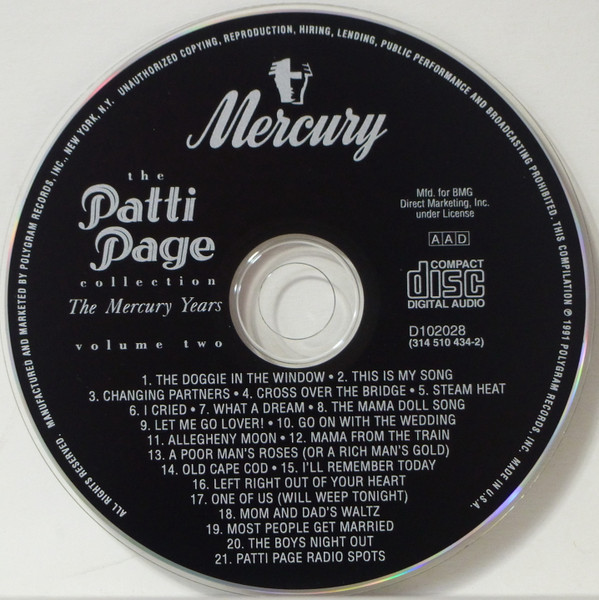 MANUFACTURED AND MARKETED BY POLYGRAM RECORDS, INC., NEW YORK, N.Y. UNAUTHORIZED COPYING, REPRODUCTION, HIRING, LENDING, PUBLIC PERFORMANCE AND BROADCASTING PROHIBITED. THIS COMPILATION ℗ 1991 POLYGRAM RECORDS, INC. MADE IN U.S.A.
ALL RIGHTS RESERVED.
Mercury
the
Patti
Page
collection
The Mercury Years
volume two
Mfd. for BMG
Direct Marketing, Inc.
under License
AAD
COMPACT
disc
DIGITAL AUDIO
D102028
(314 510 434-2)
1. THE DOGGIE IN THE WINDOW • 2. THIS IS MY SONG
3. CHANGING PARTNERS • 4. CROSS OVER THE BRIDGE • 5. STEAM HEAT
6. I CRIED • 7. WHAT A DREAM • 8. THE MAMA DOLL SONG
9. LET ME GO LOVER! • 10. GO ON WITH THE WEDDING
11. ALLEGHENY MOON • 12. MAMA FROM THE TRAIN
13. A POOR MAN'S ROSES (OR A RICH MAN'S GOLD)
14. OLD CAPE COD • 15. I'LL REMEMBER TODAY
16. LEFT RIGHT OUT OF YOUR HEART
17. ONE OF US (WILL WEEP TONIGHT)
18. MOM AND DAD'S WALTZ
19. MOST PEOPLE GET MARRIED
20. THE BOYS NIGHT OUT
21. PATTI PAGE RADIO SPOTS